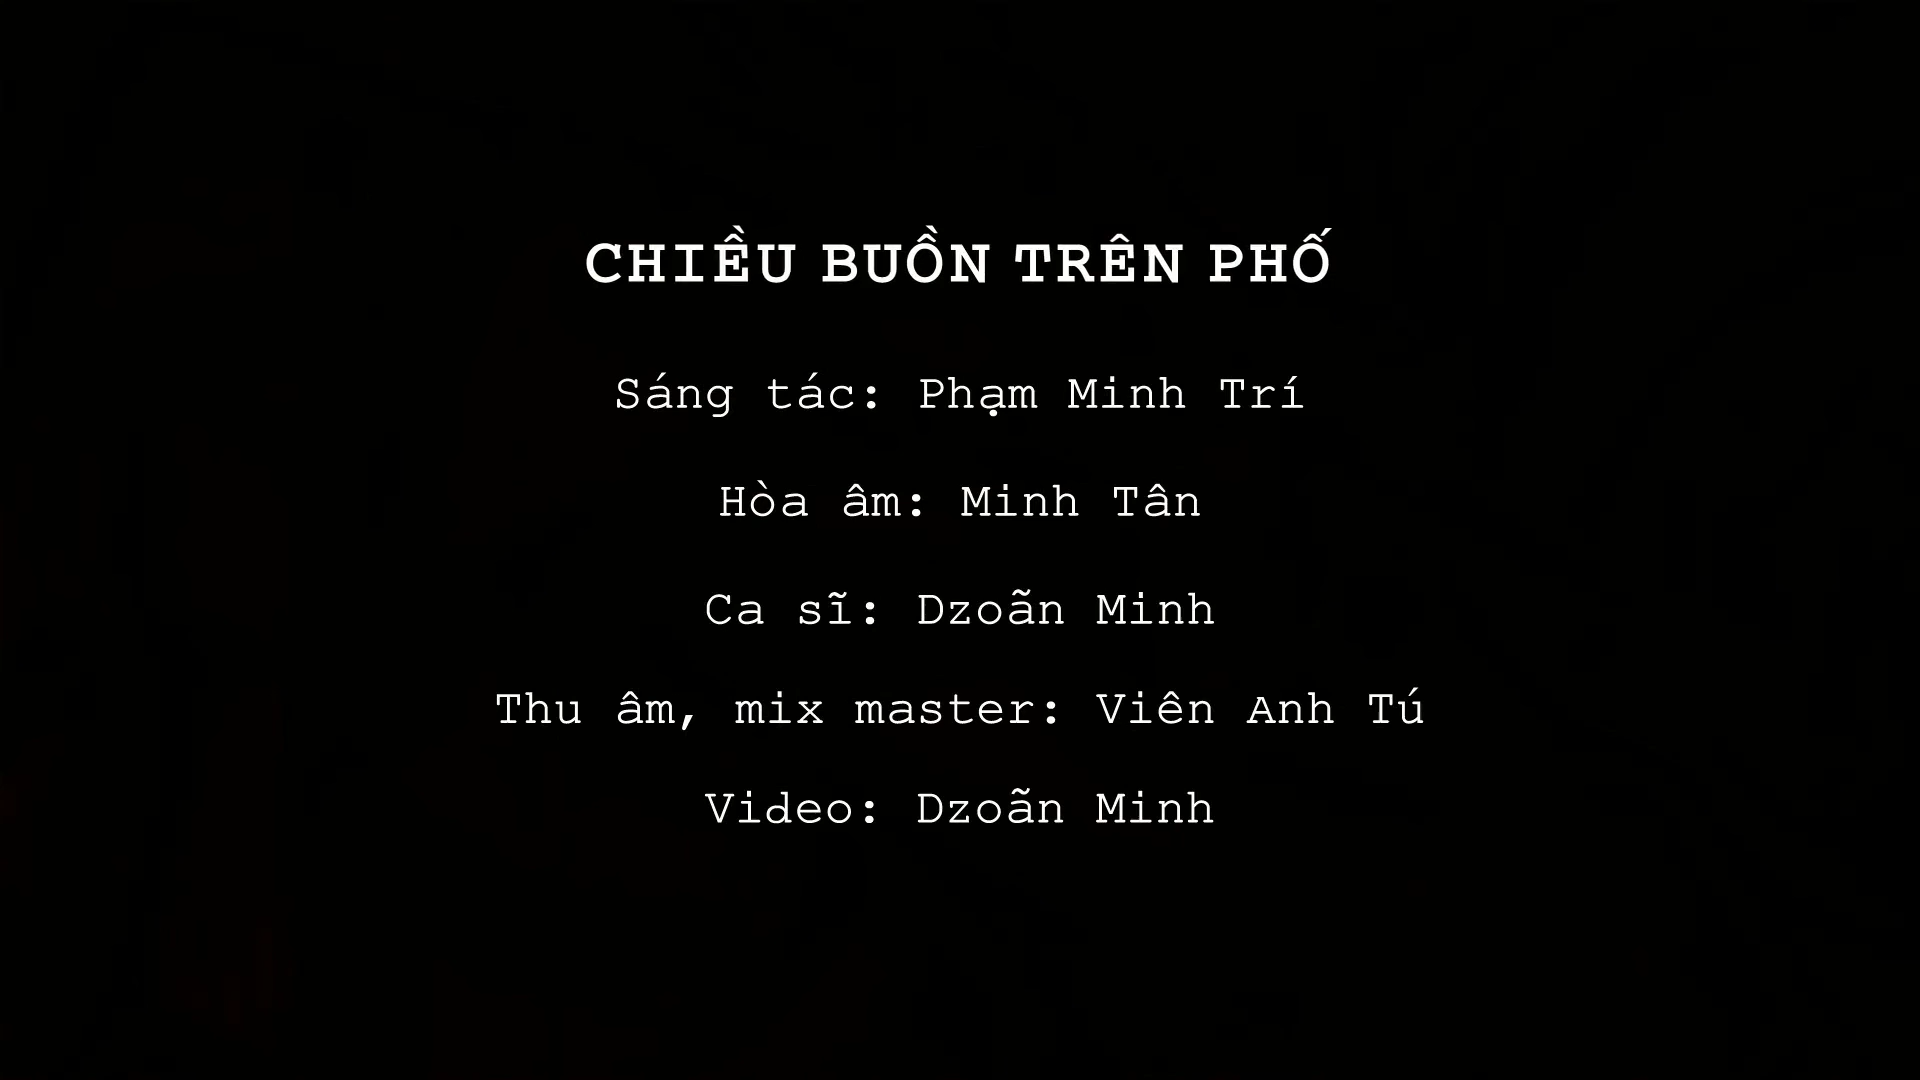 CHIỀU BUỒN TRÊN PHỐ
Sáng tác: Phạm Minh Trí
Hòa âm: Minh Tân
Ca sĩ: Dzoãn Minh
Thu âm, mix master: Viên Anh Tú
Video: Dzoãn Minh